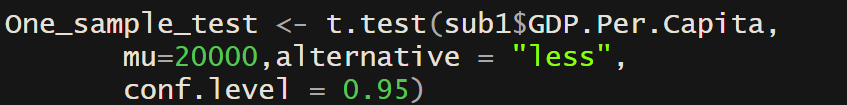 One_sample_test <- t.test(sub1$GDP.Per.Capita,
mu=20000,alternative = "less",
conf.level = 0.95)